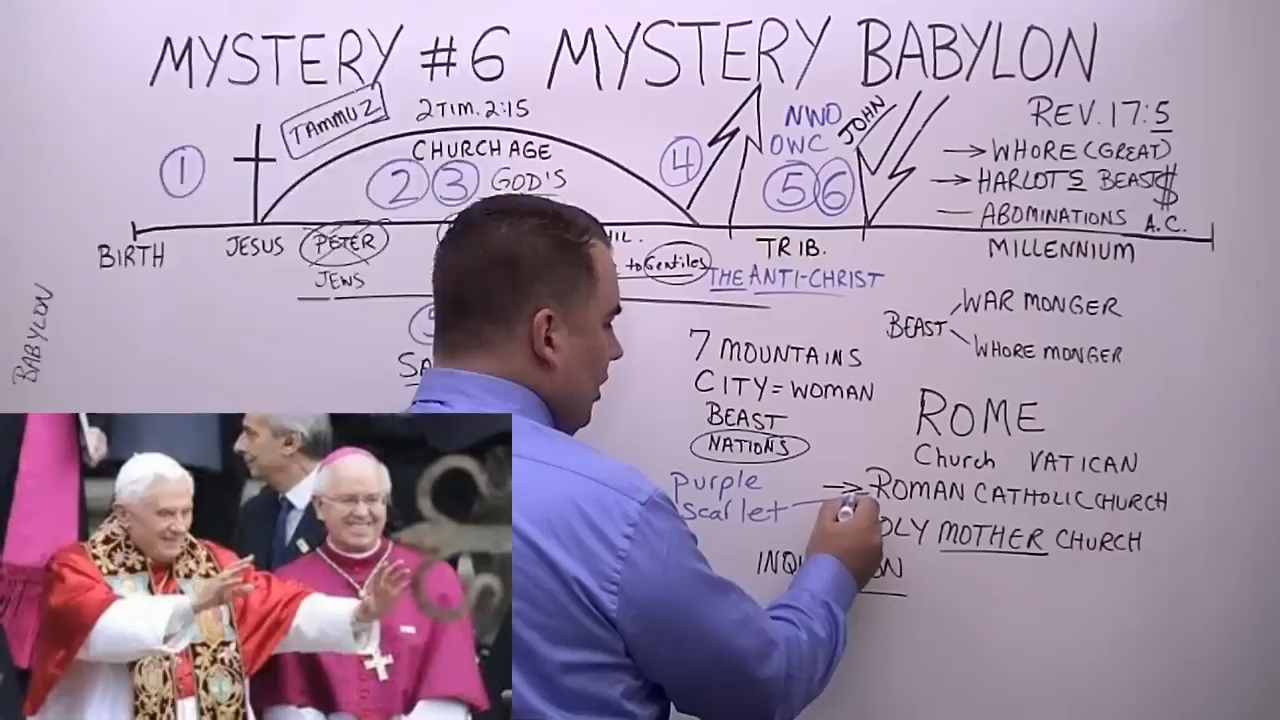 MYSTERY #6 MYSTERY BABYLON
TAMMUZ
2 TIM. 2:15
CHURCH AGE
GOD'S
1
2 3
4
NWO
OWC
5 6
JOHN
REV. 17:5
→ WHORE (GREAT)
→ HARLOTS BEAST $
— ABOMINATIONS A.C.
BIRTH
JESUS
PETER
JEWS
to Gentiles
TRIB.
THE ANTI-CHRIST
MILLENNIUM
BABYLON
BEAST
WAR MONGER
WHORE MONGER
7 MOUNTAINS
CITY = WOMAN
BEAST
NATIONS
ROME
Church VATICAN
purple
scarlet
→ ROMAN CATHOLIC CHURCH
MOTHER CHURCH